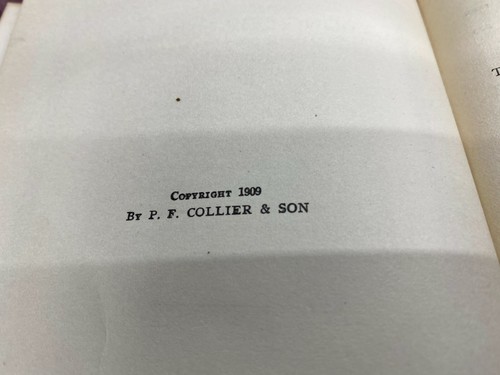 Copyright 1909
By P. F. COLLIER & SON
T